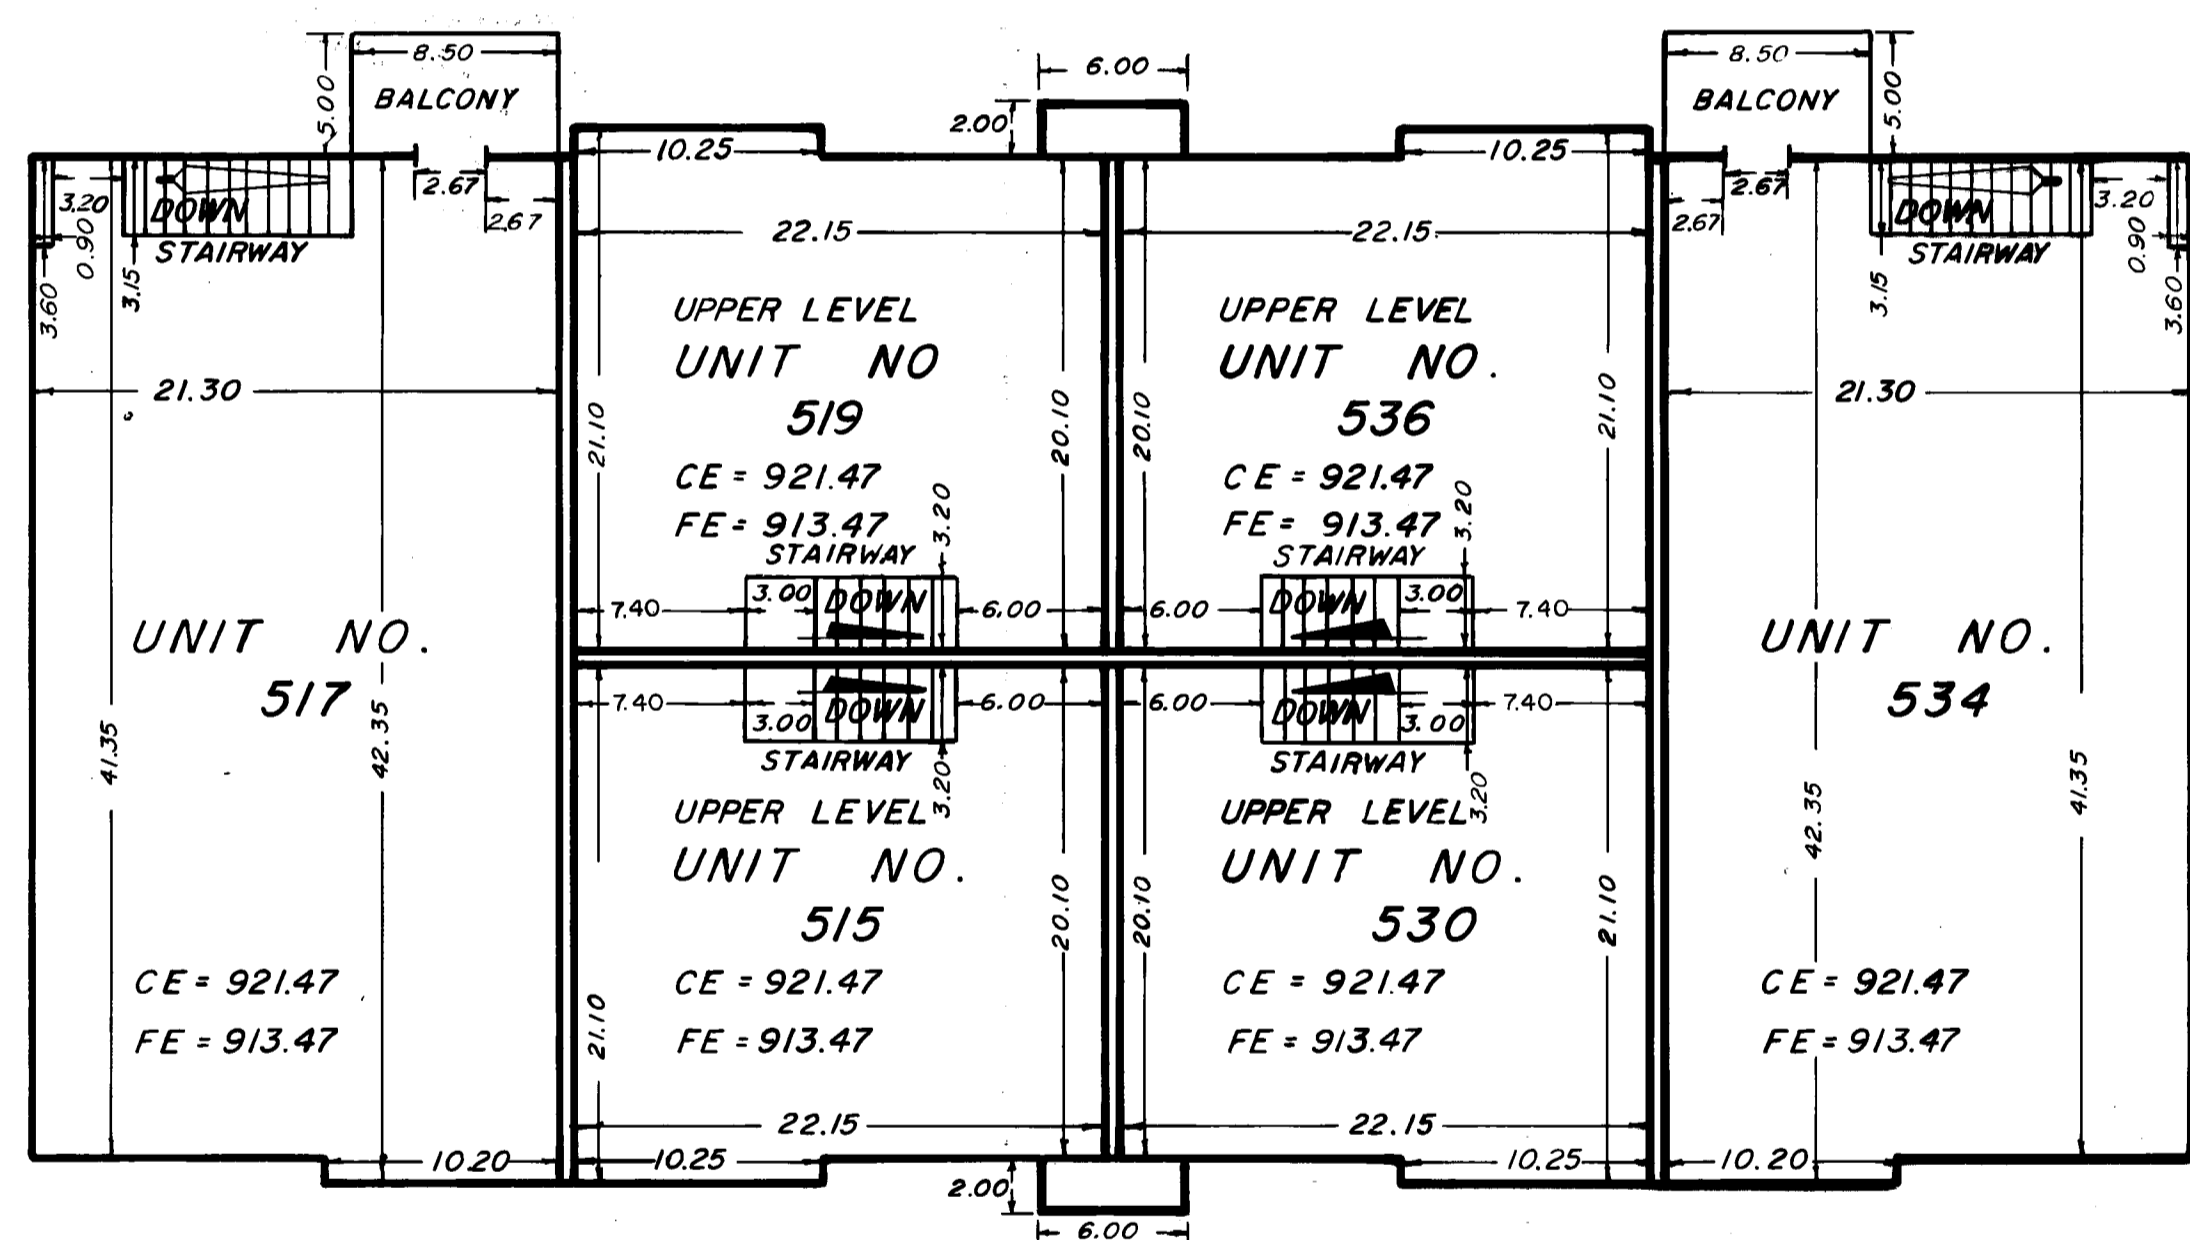 8.50
5.00
BALCONY
6.00
2.00
8.50
5.00
BALCONY
10.25
10.25
3.20
0.90
3.60
3.15
DOWN
STAIRWAY
2.67
2.67
22.15
22.15
2.67
2.67
DOWN
STAIRWAY
3.15
3.20
0.90
3.60
21.30
UPPER LEVEL
UNIT NO
519
CE = 921.47
FE = 913.47
STAIRWAY
21.10
20.10
3.20
7.40
3.00
DOWN
6.00
UPPER LEVEL
UNIT NO.
536
CE = 921.47
FE = 913.47
STAIRWAY
20.10
21.10
3.20
6.00
DOWN
3.00
7.40
21.30
UNIT NO.
517
41.35
42.35
CE = 921.47
FE = 913.47
10.20
7.40
3.00
DOWN
6.00
STAIRWAY
3.20
UPPER LEVEL
UNIT NO.
515
CE = 921.47
FE = 913.47
21.10
20.10
22.15
10.25
6.00
DOWN
3.00
7.40
STAIRWAY
3.20
UPPER LEVEL
UNIT NO.
530
CE = 921.47
FE = 913.47
20.10
21.10
22.15
10.25
UNIT NO.
534
42.35
41.35
CE = 921.47
FE = 913.47
10.20
2.00
6.00